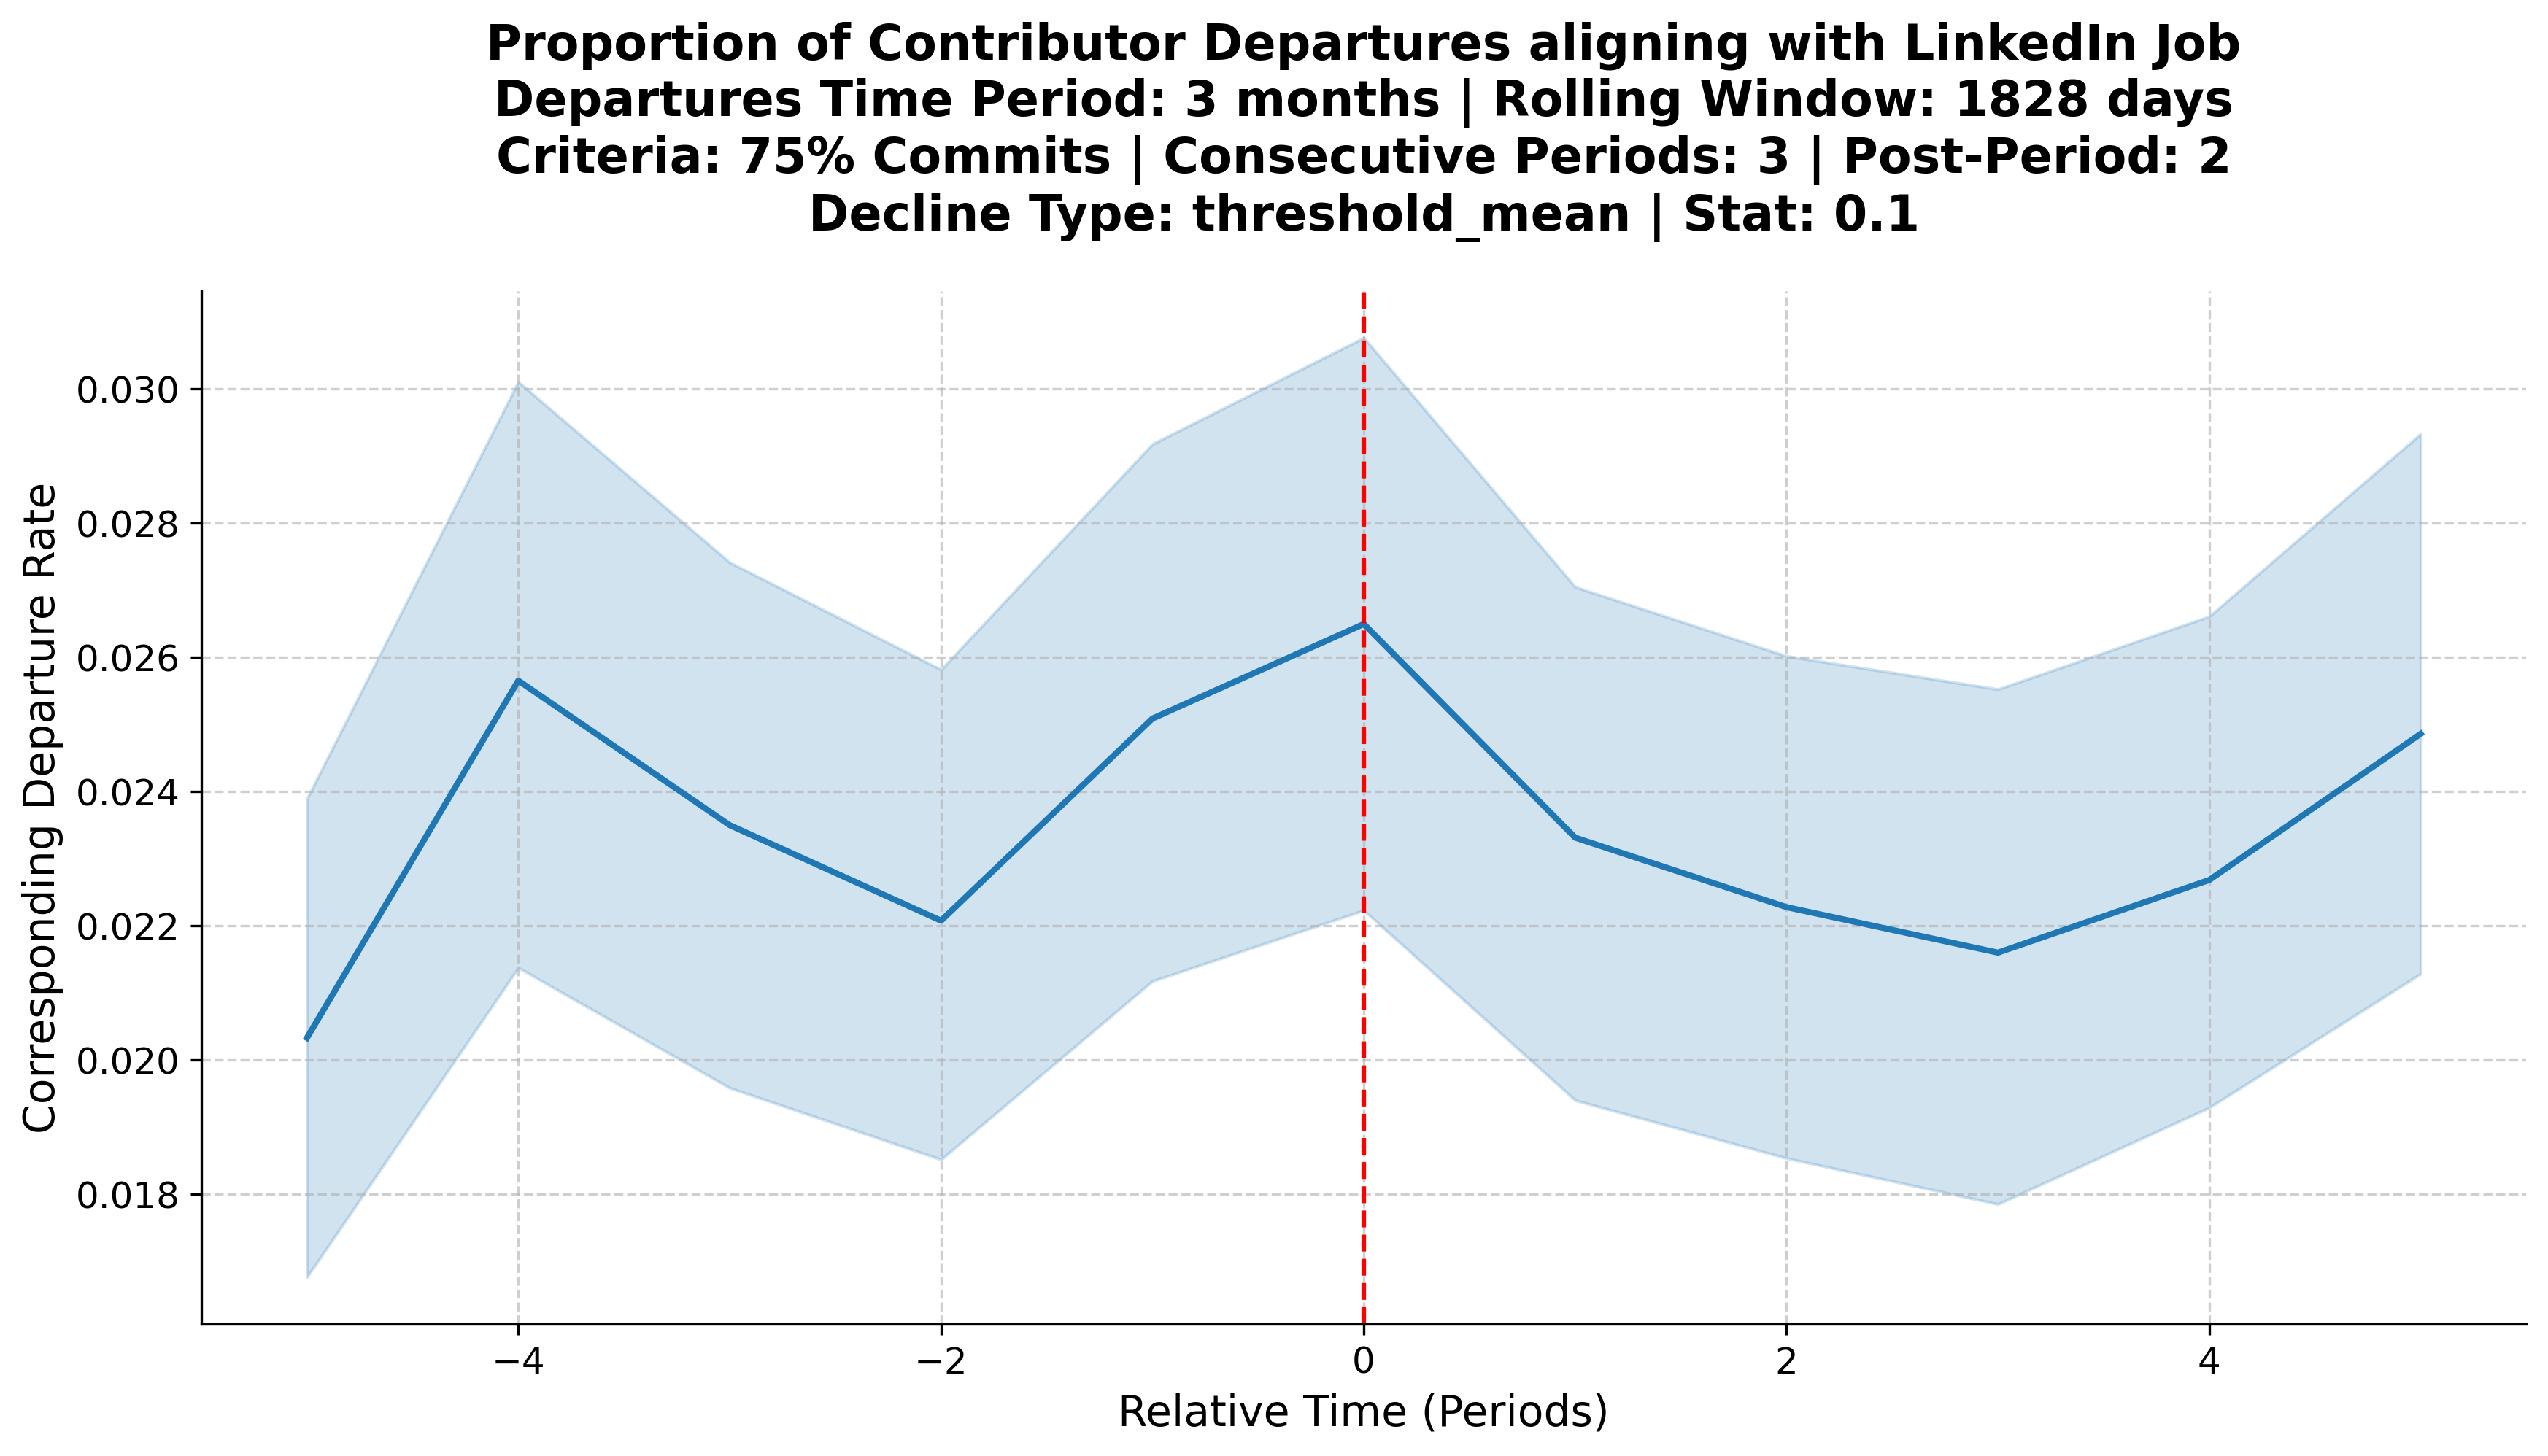 Proportion of Contributor Departures aligning with LinkedIn Job
Departures Time Period: 3 months | Rolling Window: 1828 days
Criteria: 75% Commits | Consecutive Periods: 3 | Post-Period: 2
Decline Type: threshold_mean | Stat: 0.1
Corresponding Departure Rate
0.030
0.028
0.026
0.024
0.022
0.020
0.018
−4 −2 0 2 4
Relative Time (Periods)